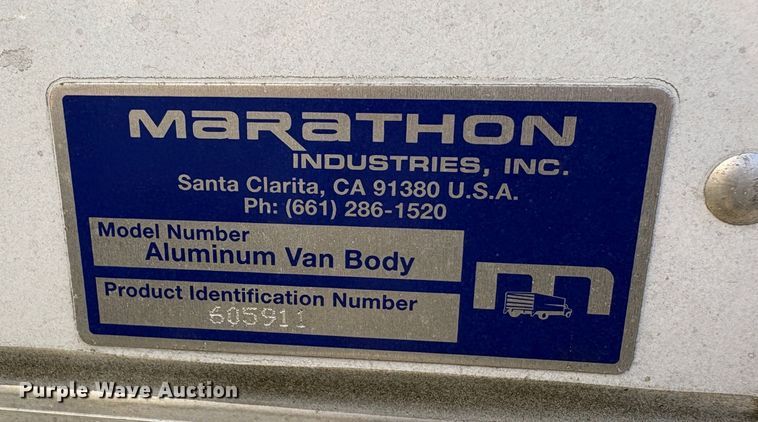 MARATHON
INDUSTRIES, INC.
Santa Clarita, CA 91380 U.S.A.
Ph: (661) 286-1520
Model Number
Aluminum Van Body
Product Identification Number
605911
m
Purple Wave Auction